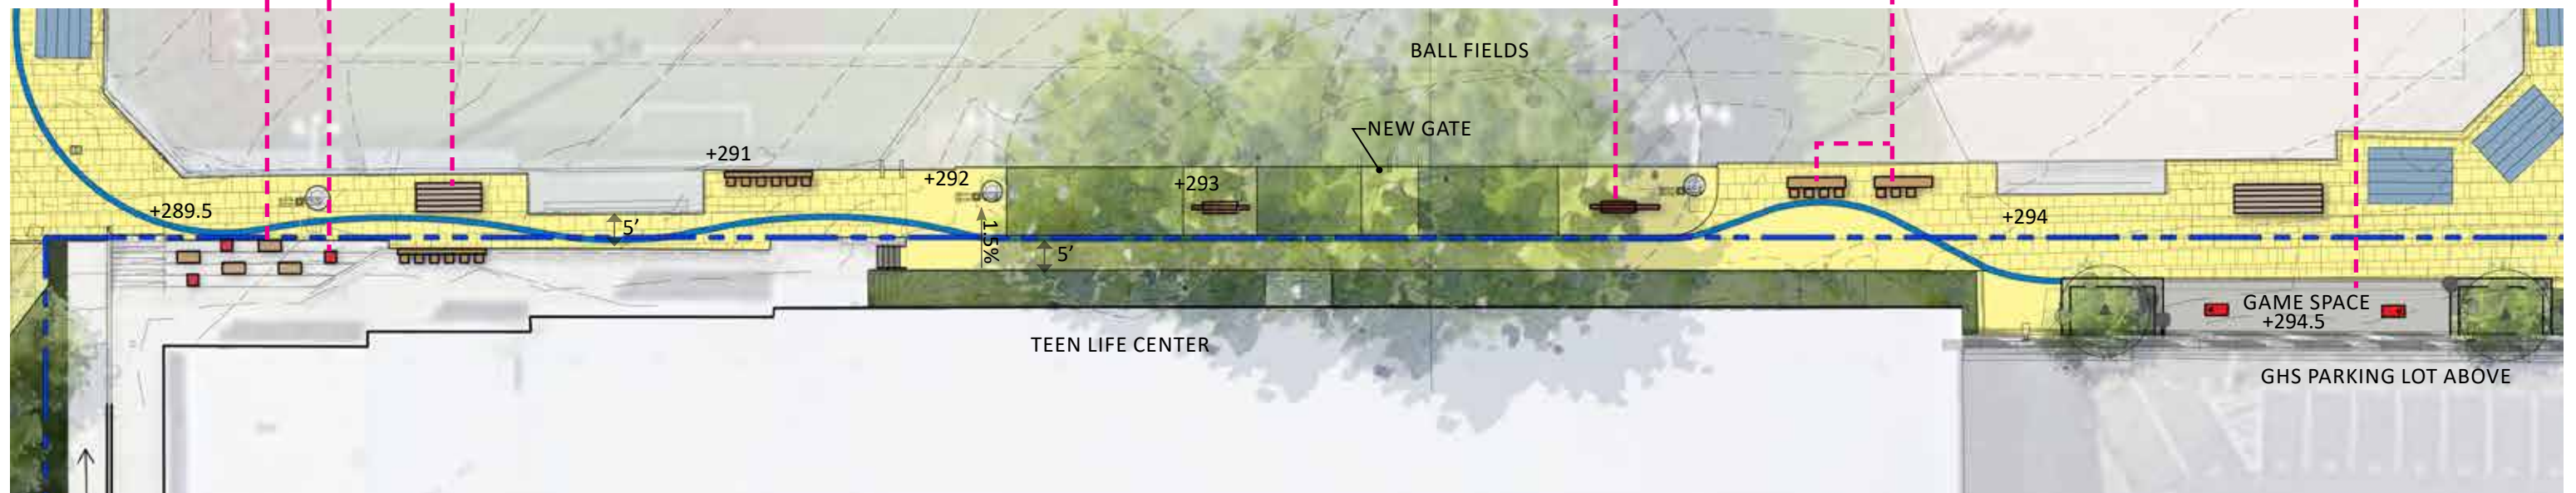 BALL FIELDS
NEW GATE
+291
+292
+293
+289.5
5'
1.5%
5'
+294
GAME SPACE
+294.5
TEEN LIFE CENTER
GHS PARKING LOT ABOVE